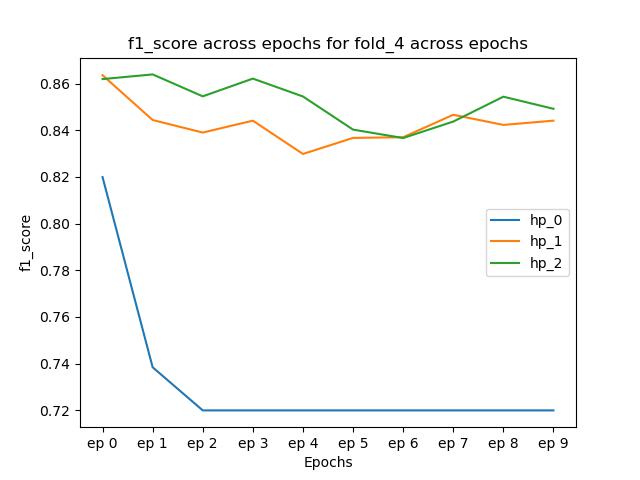 f1_score across epochs for fold_4 across epochs
f1_score
0.86
0.84
0.82
0.80
0.78
0.76
0.74
0.72
hp_0
hp_1
hp_2
ep 0 ep 1 ep 2 ep 3 ep 4 ep 5 ep 6 ep 7 ep 8 ep 9
Epochs